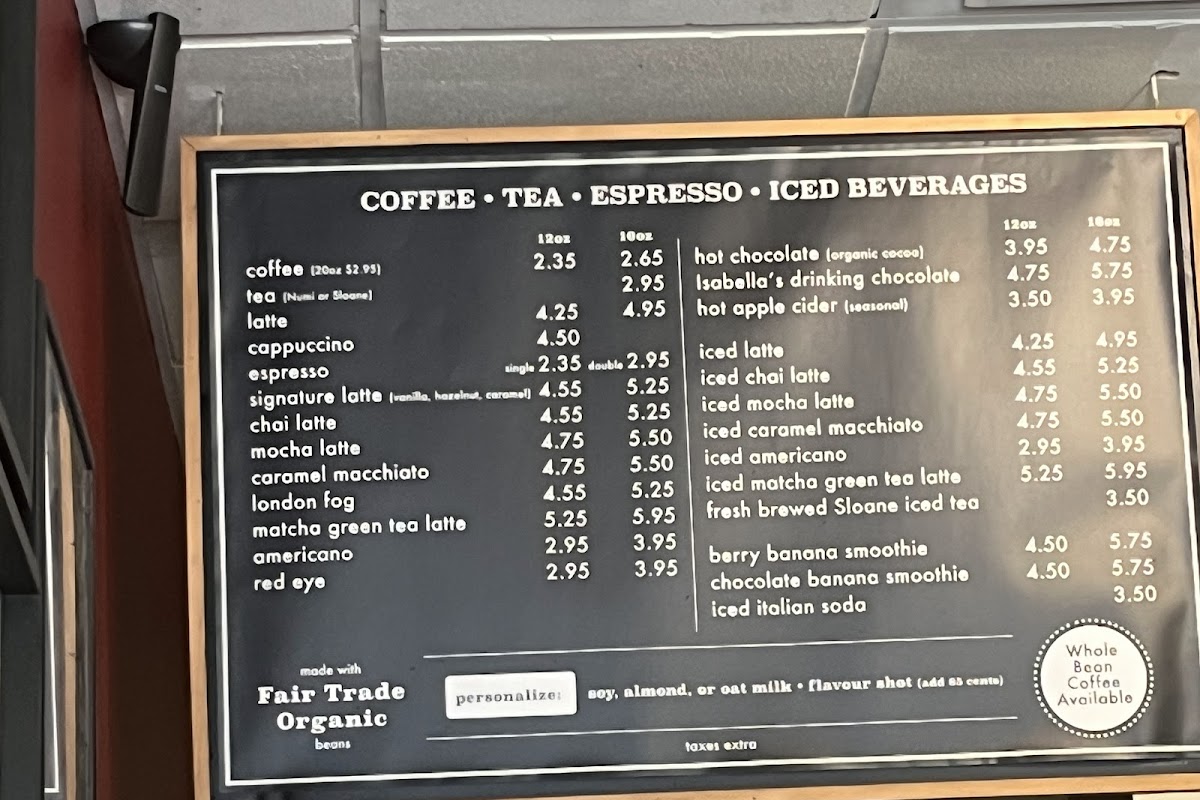 COFFEE • TEA • ESPRESSO • ICED BEVERAGES
12oz 16oz
coffee (20oz $2.95) 2.35 2.65
tea (Numi or Sloane) 2.95
latte 4.25 4.95
cappuccino 4.50
espresso single 2.35 double 2.95
signature latte (vanilla, hazelnut, caramel) 4.55 5.25
chai latte 4.55 5.25
mocha latte 4.75 5.50
caramel macchiato 4.75 5.50
london fog 4.55 5.25
matcha green tea latte 5.25 5.95
americano 2.95 3.95
red eye 2.95 3.95
12oz 16oz
hot chocolate (organic cocoa) 3.95 4.75
Isabella's drinking chocolate 4.75 5.75
hot apple cider (seasonal) 3.50 3.95
iced latte 4.25 4.95
iced chai latte 4.55 5.25
iced mocha latte 4.75 5.50
iced caramel macchiato 4.75 5.50
iced americano 2.95 3.95
iced matcha green tea latte 5.25 5.95
fresh brewed Sloane iced tea 3.50
berry banana smoothie 4.50 5.75
chocolate banana smoothie 4.50 5.75
iced italian soda 3.50
made with
Fair Trade
Organic
beans
personalize: soy, almond, or oat milk • flavour shot (add 65 cents)
taxes extra
Whole
Bean
Coffee
Available